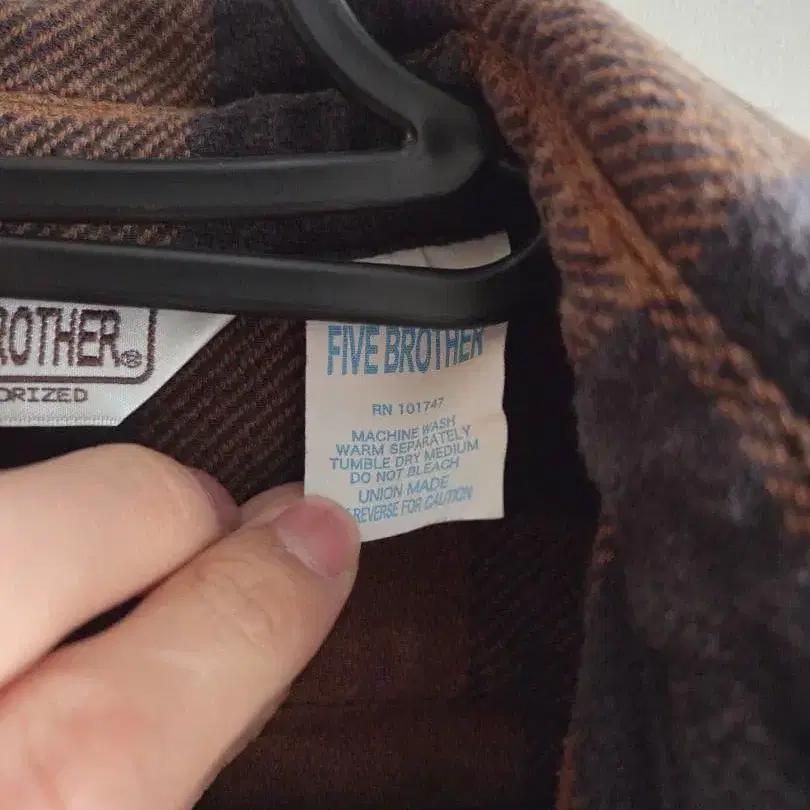 ROTHER®
ORIZED
FIVE BROTHER
RN 101747
MACHINE WASH
WARM SEPARATELY
TUMBLE DRY MEDIUM
DO NOT BLEACH
UNION MADE
REVERSE FOR CAUTION